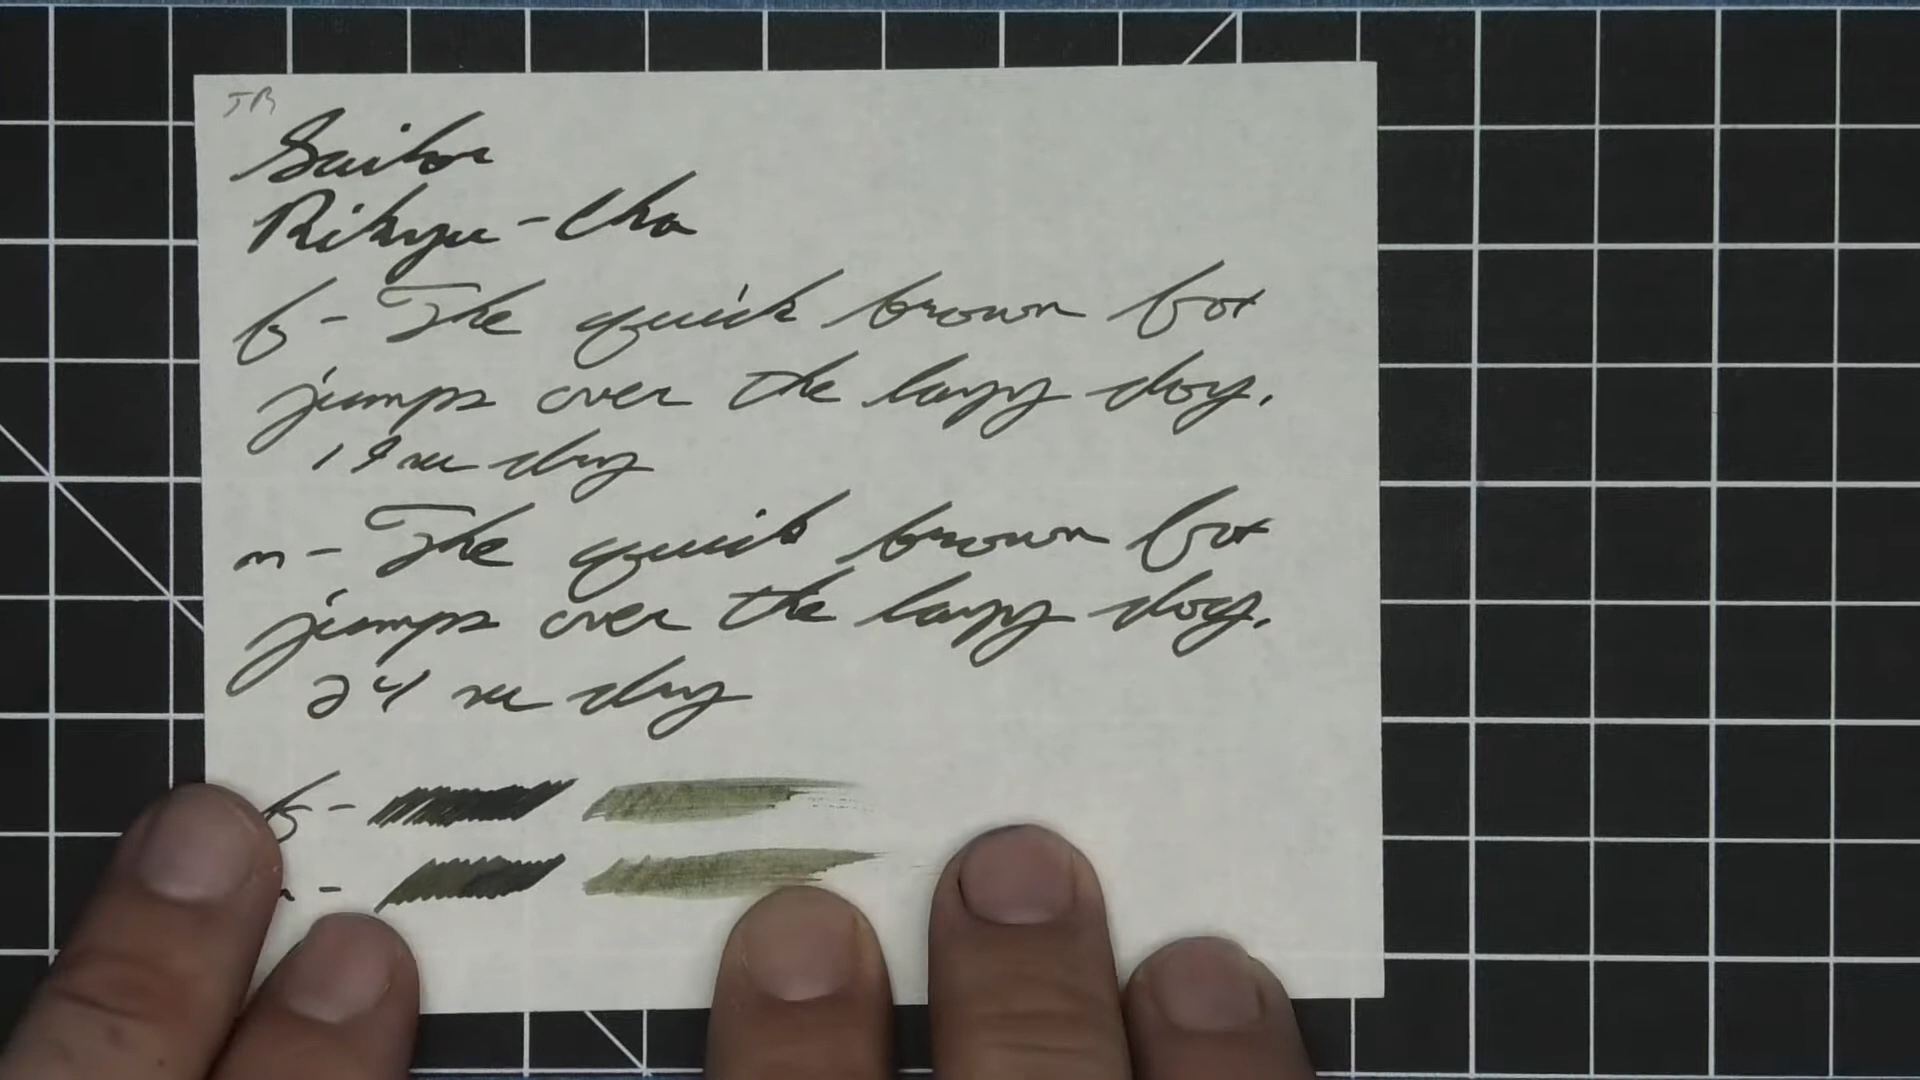 TR
Sailor
Rikyu-Cha
f - The quick brown fox
jumps over the lazy dog.
19 sec dry
m - The quick brown fox
jumps over the lazy dog.
24 sec dry
f -
m -